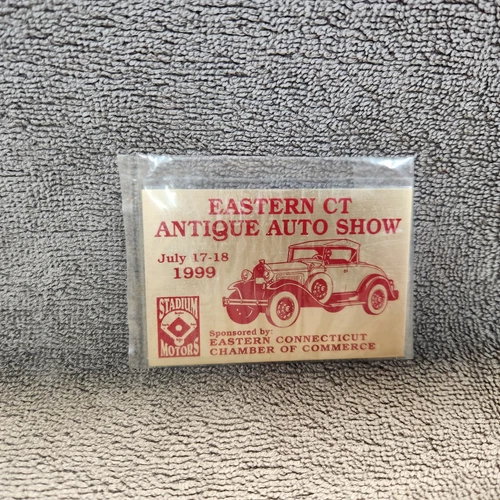 EASTERN CT
ANTIQUE AUTO SHOW
July 17-18
1999
STADIUM
MOTORS
Sponsored by:
EASTERN CONNECTICUT
CHAMBER OF COMMERCE